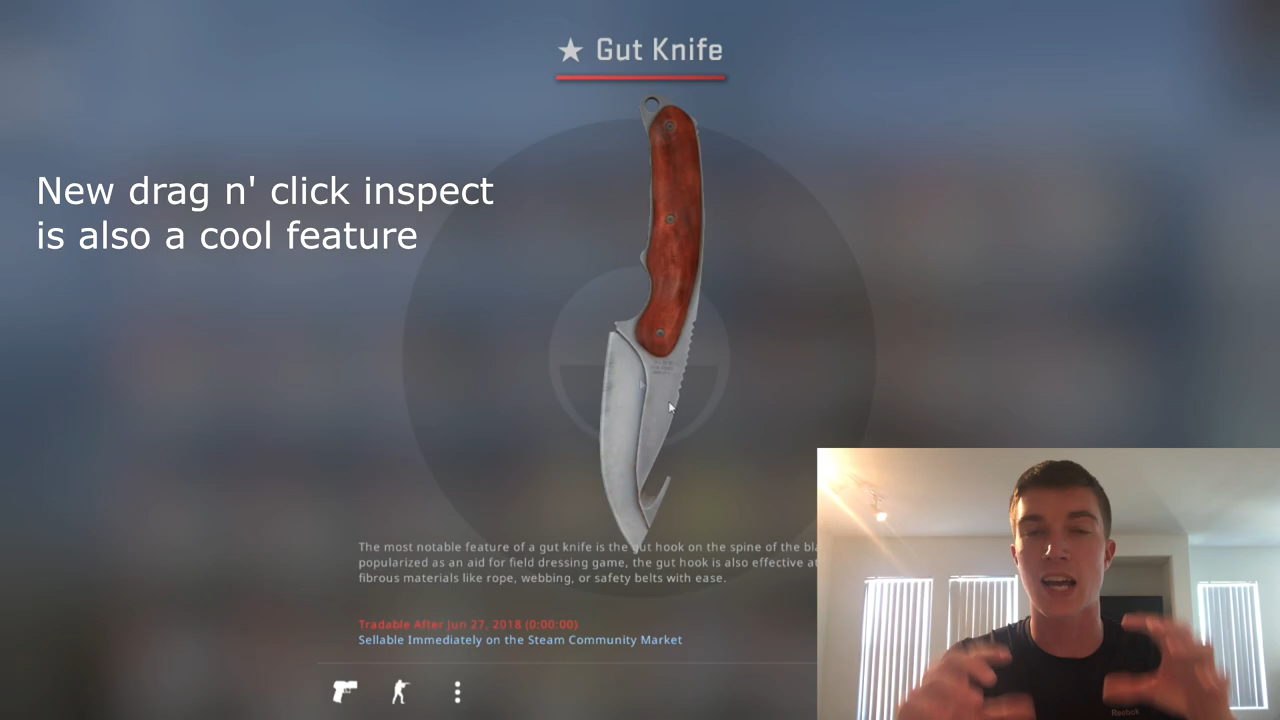 ★ Gut Knife
New drag n' click inspect
is also a cool feature
The most notable feature of a gut knife is the gut hook on the spine of the
popularized as an aid for field dressing game, the gut hook is also effective
fibrous materials like rope, webbing, or safety belts with ease.
Tradable After Jun 27, 2018 (0:00:00)
Sellable Immediately on the Steam Community Market
Reebok